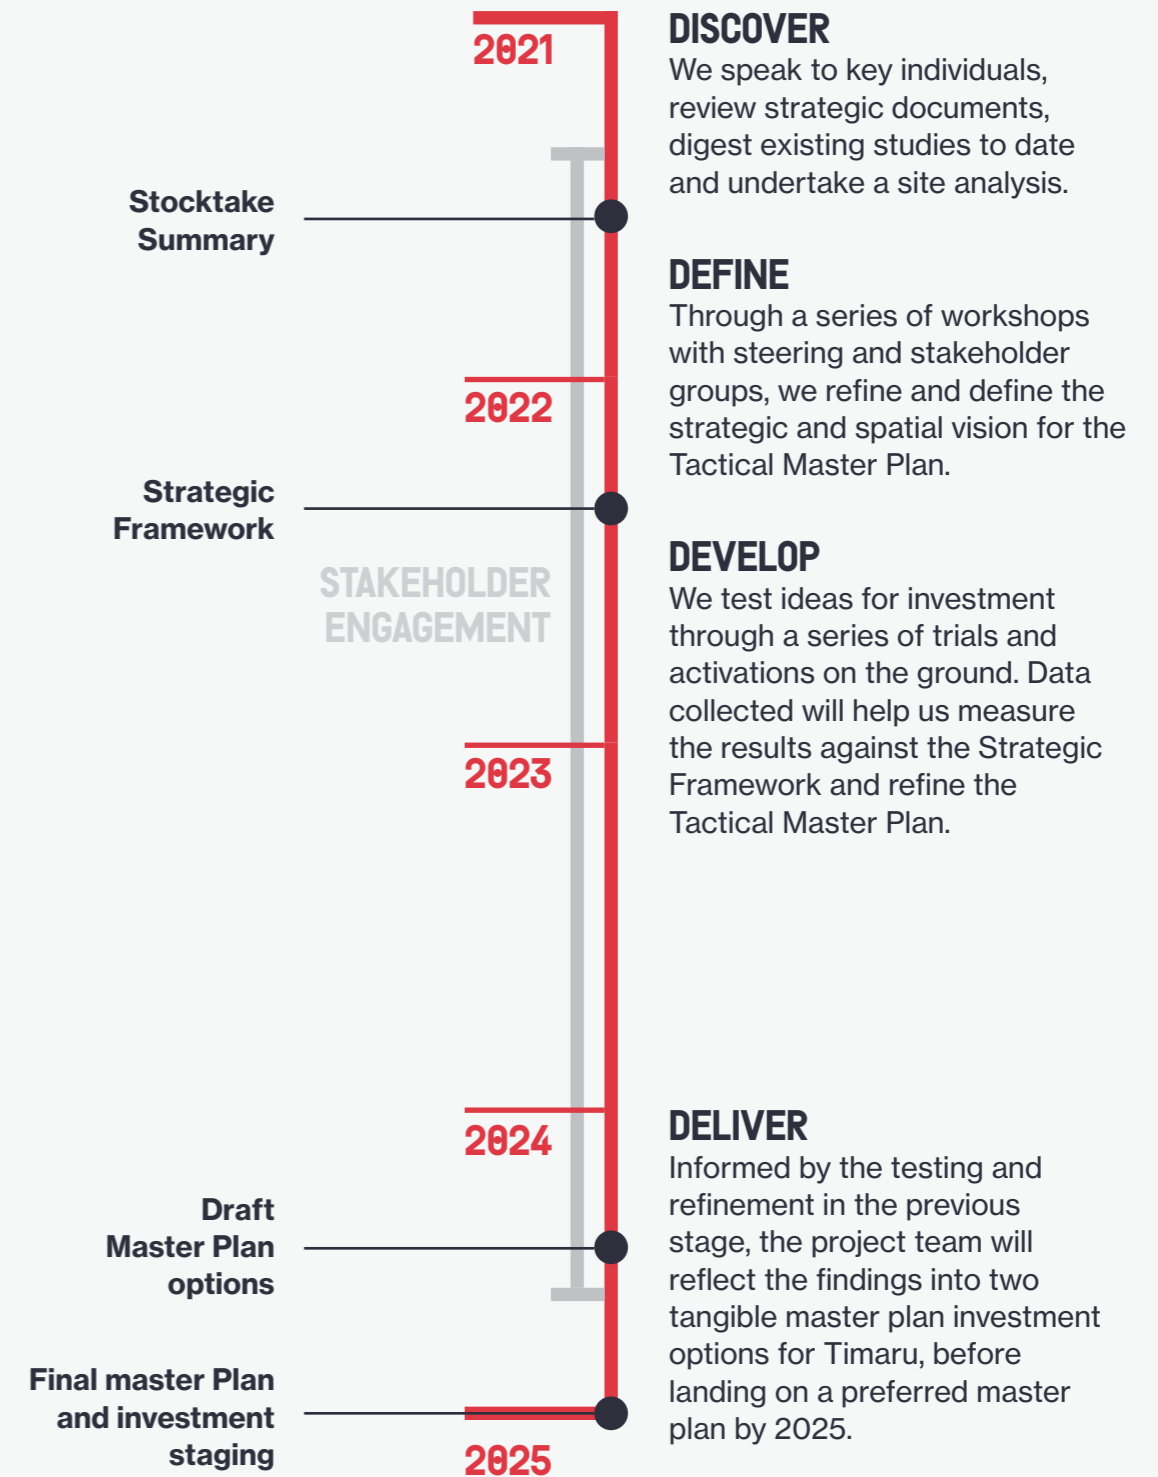 2021
DISCOVER
We speak to key individuals,
review strategic documents,
digest existing studies to date
and undertake a site analysis.
Stocktake
Summary
DEFINE
Through a series of workshops
with steering and stakeholder
groups, we refine and define the
strategic and spatial vision for the
Tactical Master Plan.
2022
Strategic
Framework
STAKEHOLDER
ENGAGEMENT
DEVELOP
We test ideas for investment
through a series of trials and
activations on the ground. Data
collected will help us measure
the results against the Strategic
Framework and refine the
Tactical Master Plan.
2023
2024
DELIVER
Informed by the testing and
refinement in the previous
stage, the project team will
reflect the findings into two
tangible master plan investment
options for Timaru, before
landing on a preferred master
plan by 2025.
Draft
Master Plan
options
Final master Plan
and investment
staging
2025